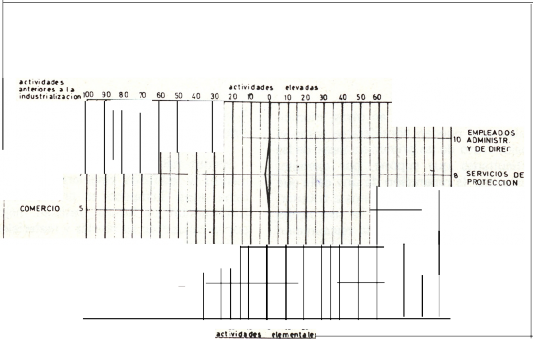 actividades
anteriores a la
industrializacion
actividades elevadas
100 90 80 70 60 50 40 30 20 10 0 10 20 30 40 50 60
10 EMPLEADOS
ADMINISTR.
Y DE DIREC
8 SERVICIOS DE
PROTECCION
COMERCIO 5
actividades elementales